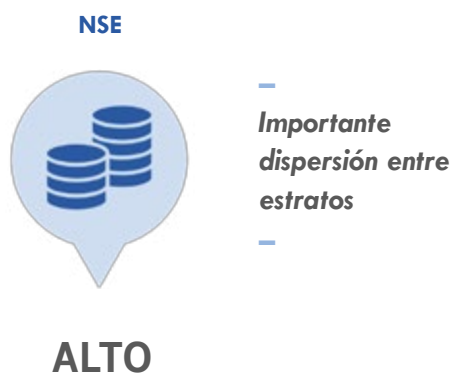 NSE
Importante
dispersión entre
estratos
ALTO